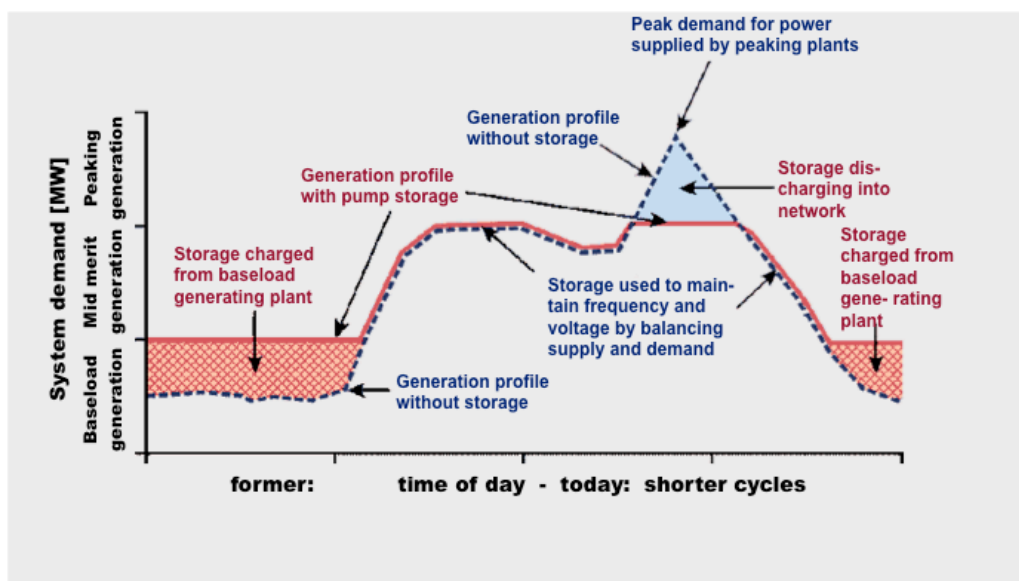 Peak demand for power
supplied by peaking plants
Generation profile
without storage
Generation profile
with pump storage
Storage dis-
charging into
network
Storage charged
from baseload
generating plant
Storage
charged from
baseload
gene- rating
plant
Storage used to main-
tain frequency and
voltage by balancing
supply and demand
Generation profile
without storage
System demand [MW]
Peaking
generation
Mid merit
generation
Baseload
generation
former: time of day - today: shorter cycles